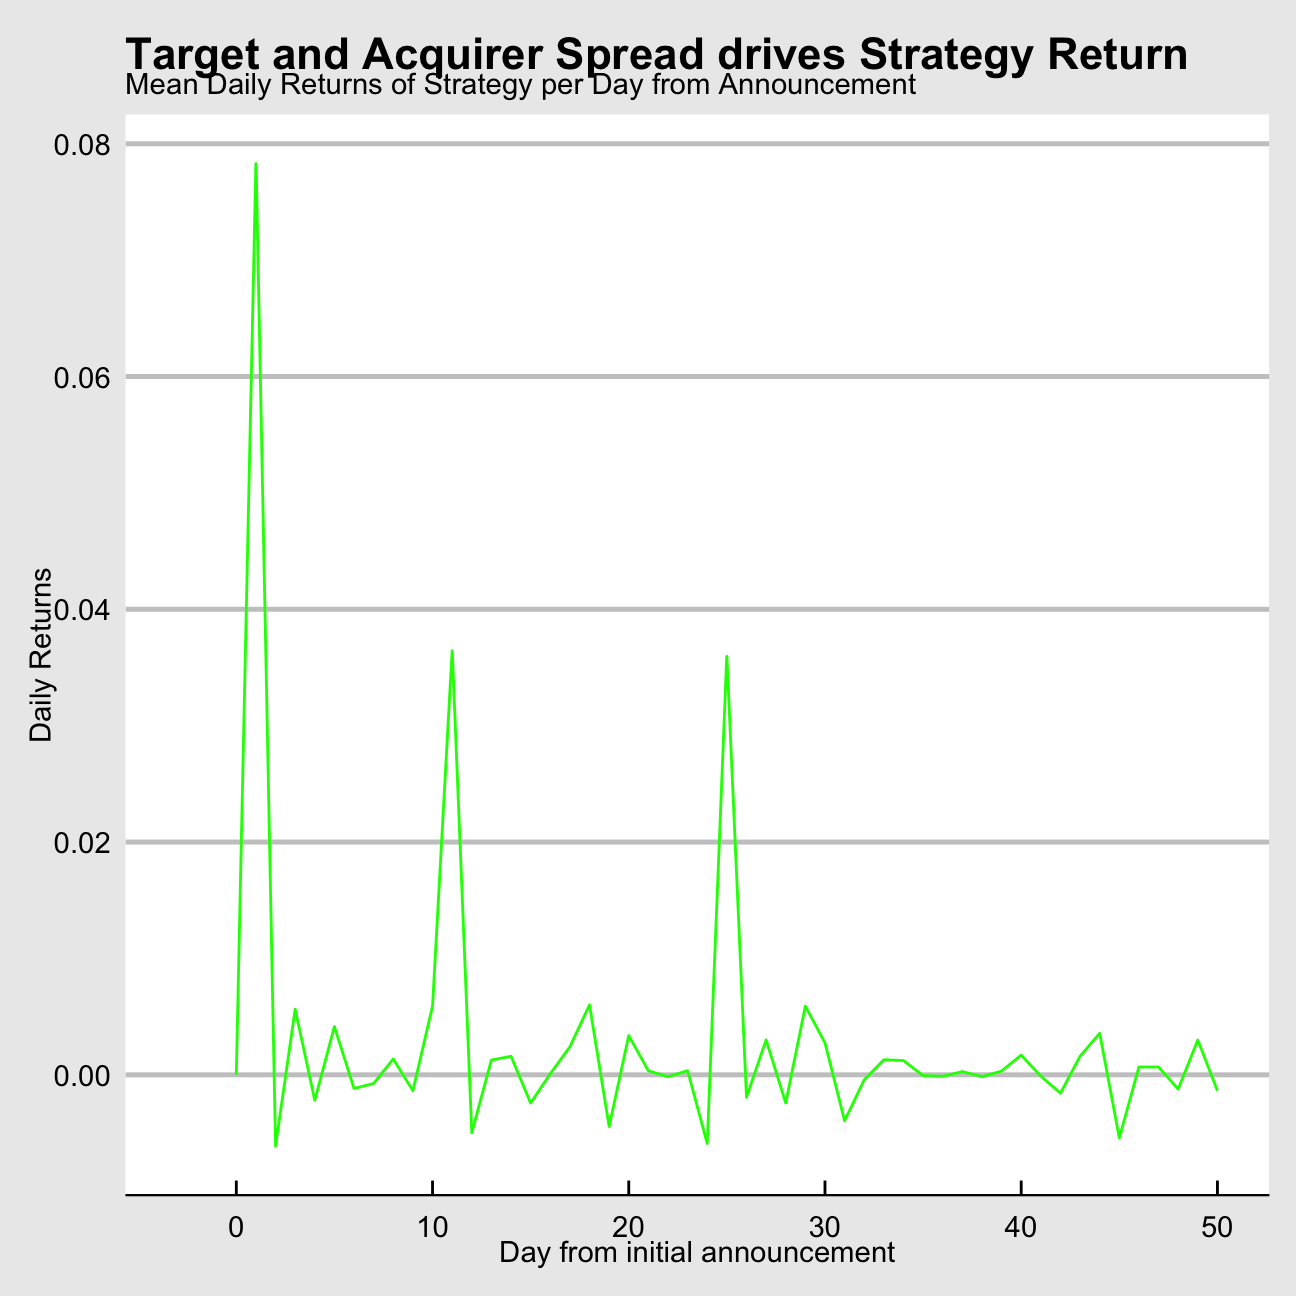 Target and Acquirer Spread drives Strategy Return
Mean Daily Returns of Strategy per Day from Announcement
0.08
0.06
0.04
0.02
0.00
Daily Returns
0 10 20 30 40 50
Day from initial announcement